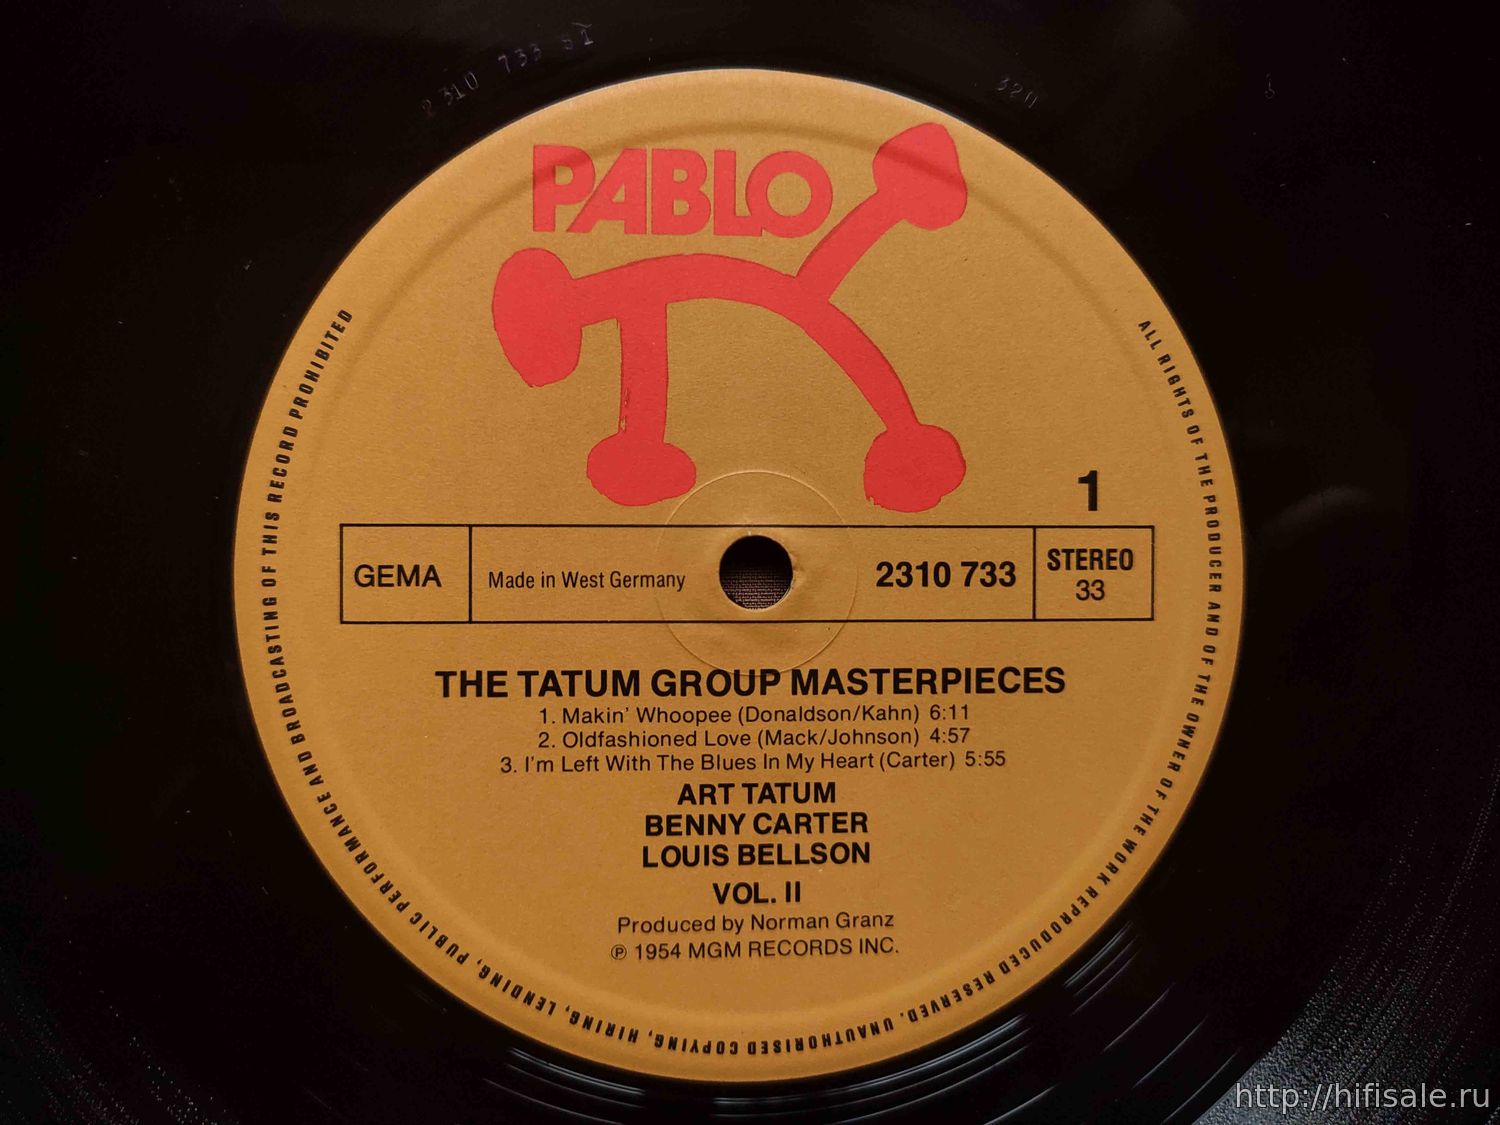 2310 733 S1
320
PABLO
1
GEMA
Made in West Germany
2310 733
STEREO
33
THE TATUM GROUP MASTERPIECES
1. Makin' Whoopee (Donaldson/Kahn) 6:11
2. Oldfashioned Love (Mack/Johnson) 4:57
3. I'm Left With The Blues In My Heart (Carter) 5:55
ART TATUM
BENNY CARTER
LOUIS BELLSON
VOL. II
Produced by Norman Granz
℗ 1954 MGM RECORDS INC.
ALL RIGHTS OF THE PRODUCER AND OF THE OWNER OF THE WORK REPRODUCED RESERVED. UNAUTHORISED COPYING, HIRING, LENDING, PUBLIC PERFORMANCE AND BROADCASTING OF THIS RECORD PROHIBITED
http://hifisale.ru